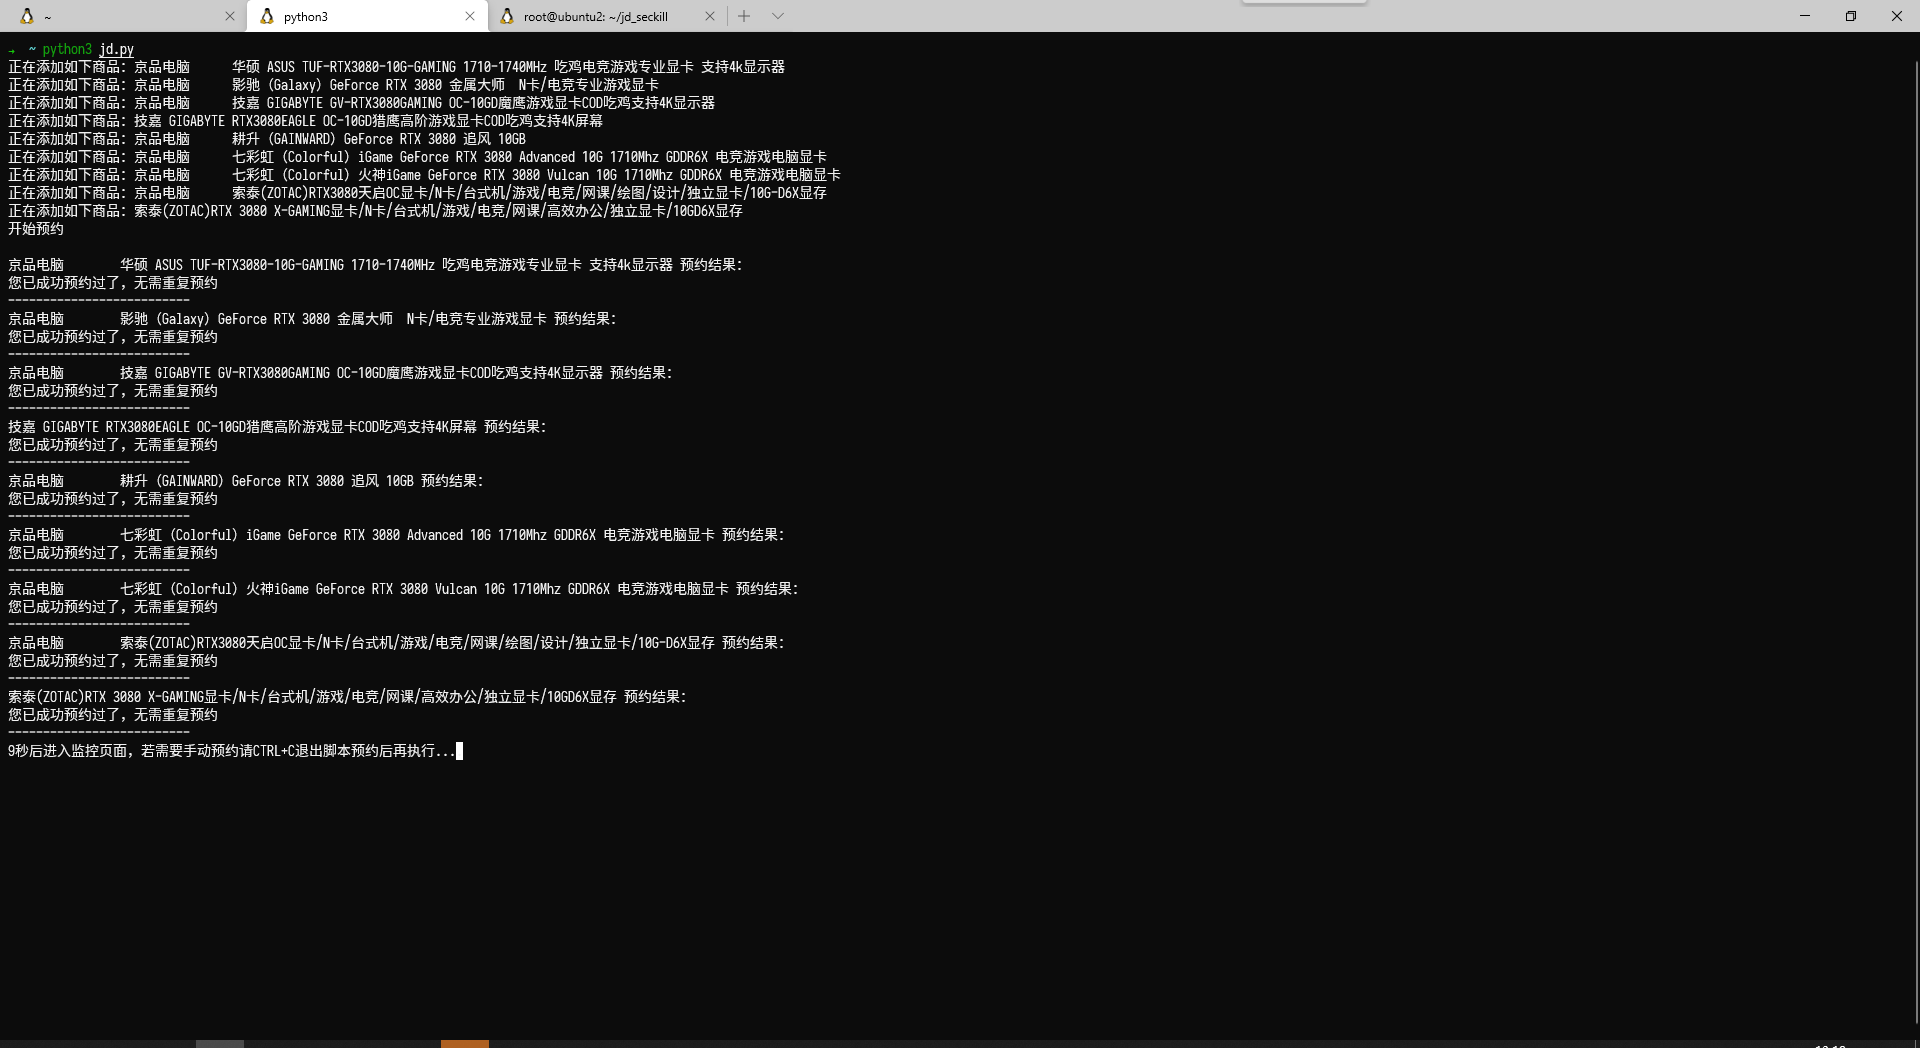 ~
python3
root@ubuntu2: ~/jd_seckill
→ ~ python3 jd.py
正在添加如下商品：京品电脑 华硕 ASUS TUF-RTX3080-10G-GAMING 1710-1740MHz 吃鸡电竞游戏专业显卡 支持4k显示器
正在添加如下商品：京品电脑 影驰（Galaxy）GeForce RTX 3080 金属大师 N卡/电竞专业游戏显卡
正在添加如下商品：京品电脑 技嘉 GIGABYTE GV-RTX3080GAMING OC-10GD魔鹰游戏显卡COD吃鸡支持4K显示器
正在添加如下商品：技嘉 GIGABYTE RTX3080EAGLE OC-10GD猎鹰高阶游戏显卡COD吃鸡支持4K屏幕
正在添加如下商品：京品电脑 耕升（GAINWARD）GeForce RTX 3080 追风 10GB
正在添加如下商品：京品电脑 七彩虹（Colorful）iGame GeForce RTX 3080 Advanced 10G 1710Mhz GDDR6X 电竞游戏电脑显卡
正在添加如下商品：京品电脑 七彩虹（Colorful）火神iGame GeForce RTX 3080 Vulcan 10G 1710Mhz GDDR6X 电竞游戏电脑显卡
正在添加如下商品：京品电脑 索泰(ZOTAC)RTX3080天启OC显卡/N卡/台式机/游戏/电竞/网课/绘图/设计/独立显卡/10G-D6X显存
正在添加如下商品：索泰(ZOTAC)RTX 3080 X-GAMING显卡/N卡/台式机/游戏/电竞/网课/高效办公/独立显卡/10GD6X显存
开始预约
京品电脑 华硕 ASUS TUF-RTX3080-10G-GAMING 1710-1740MHz 吃鸡电竞游戏专业显卡 支持4k显示器 预约结果：
您已成功预约过了，无需重复预约
--------------------------
京品电脑 影驰（Galaxy）GeForce RTX 3080 金属大师 N卡/电竞专业游戏显卡 预约结果：
您已成功预约过了，无需重复预约
--------------------------
京品电脑 技嘉 GIGABYTE GV-RTX3080GAMING OC-10GD魔鹰游戏显卡COD吃鸡支持4K显示器 预约结果：
您已成功预约过了，无需重复预约
--------------------------
技嘉 GIGABYTE RTX3080EAGLE OC-10GD猎鹰高阶游戏显卡COD吃鸡支持4K屏幕 预约结果：
您已成功预约过了，无需重复预约
--------------------------
京品电脑 耕升（GAINWARD）GeForce RTX 3080 追风 10GB 预约结果：
您已成功预约过了，无需重复预约
--------------------------
京品电脑 七彩虹（Colorful）iGame GeForce RTX 3080 Advanced 10G 1710Mhz GDDR6X 电竞游戏电脑显卡 预约结果：
您已成功预约过了，无需重复预约
--------------------------
京品电脑 七彩虹（Colorful）火神iGame GeForce RTX 3080 Vulcan 10G 1710Mhz GDDR6X 电竞游戏电脑显卡 预约结果：
您已成功预约过了，无需重复预约
--------------------------
京品电脑 索泰(ZOTAC)RTX3080天启OC显卡/N卡/台式机/游戏/电竞/网课/绘图/设计/独立显卡/10G-D6X显存 预约结果：
您已成功预约过了，无需重复预约
--------------------------
索泰(ZOTAC)RTX 3080 X-GAMING显卡/N卡/台式机/游戏/电竞/网课/高效办公/独立显卡/10GD6X显存 预约结果：
您已成功预约过了，无需重复预约
--------------------------
9秒后进入监控页面，若需要手动预约请CTRL+C退出脚本预约后再执行...